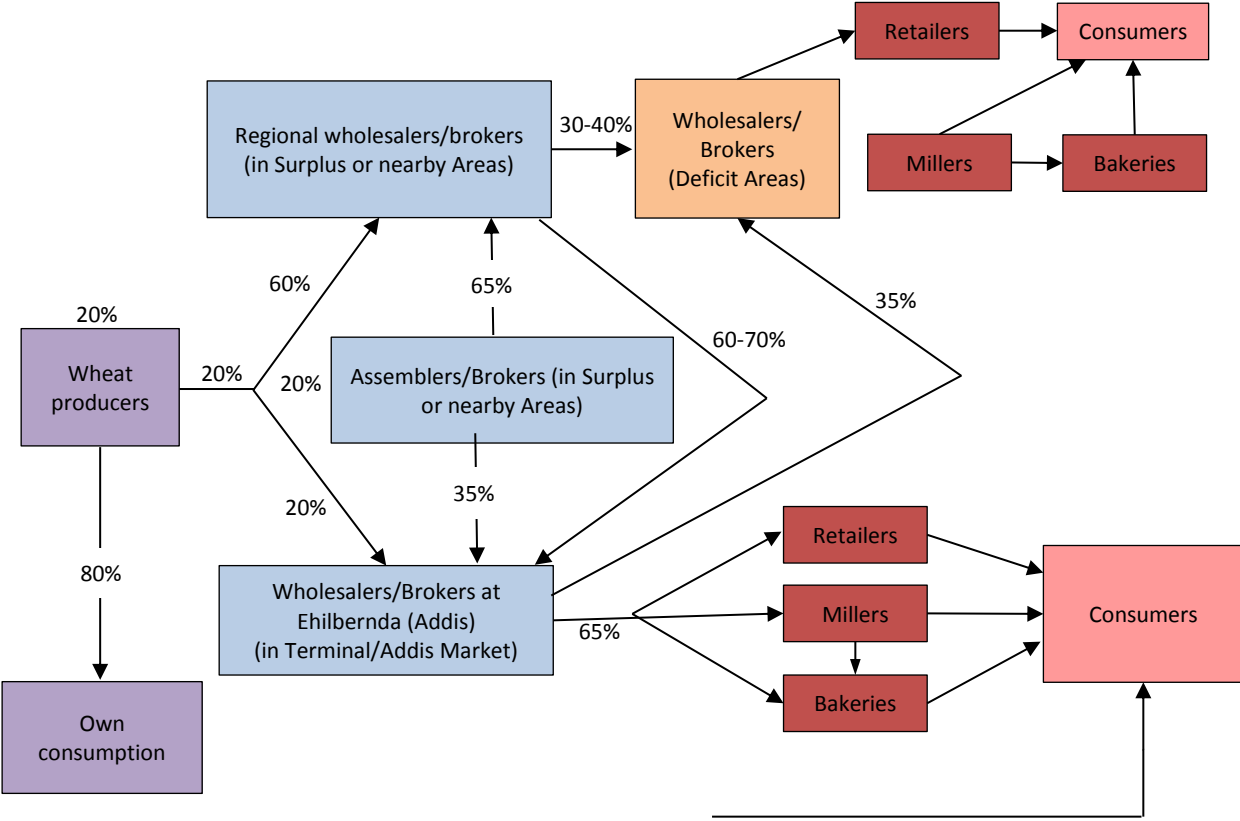 Retailers
Consumers
Regional wholesalers/brokers
(in Surplus or nearby Areas)
30-40%
Wholesalers/
Brokers
(Deficit Areas)
Millers
Bakeries
60%
65%
35%
20%
60-70%
Wheat
producers
20%
20%
Assemblers/Brokers (in Surplus
or nearby Areas)
35%
20%
80%
Wholesalers/Brokers at
Ehilbernda (Addis)
(in Terminal/Addis Market)
65%
Retailers
Millers
Bakeries
Consumers
Own
consumption